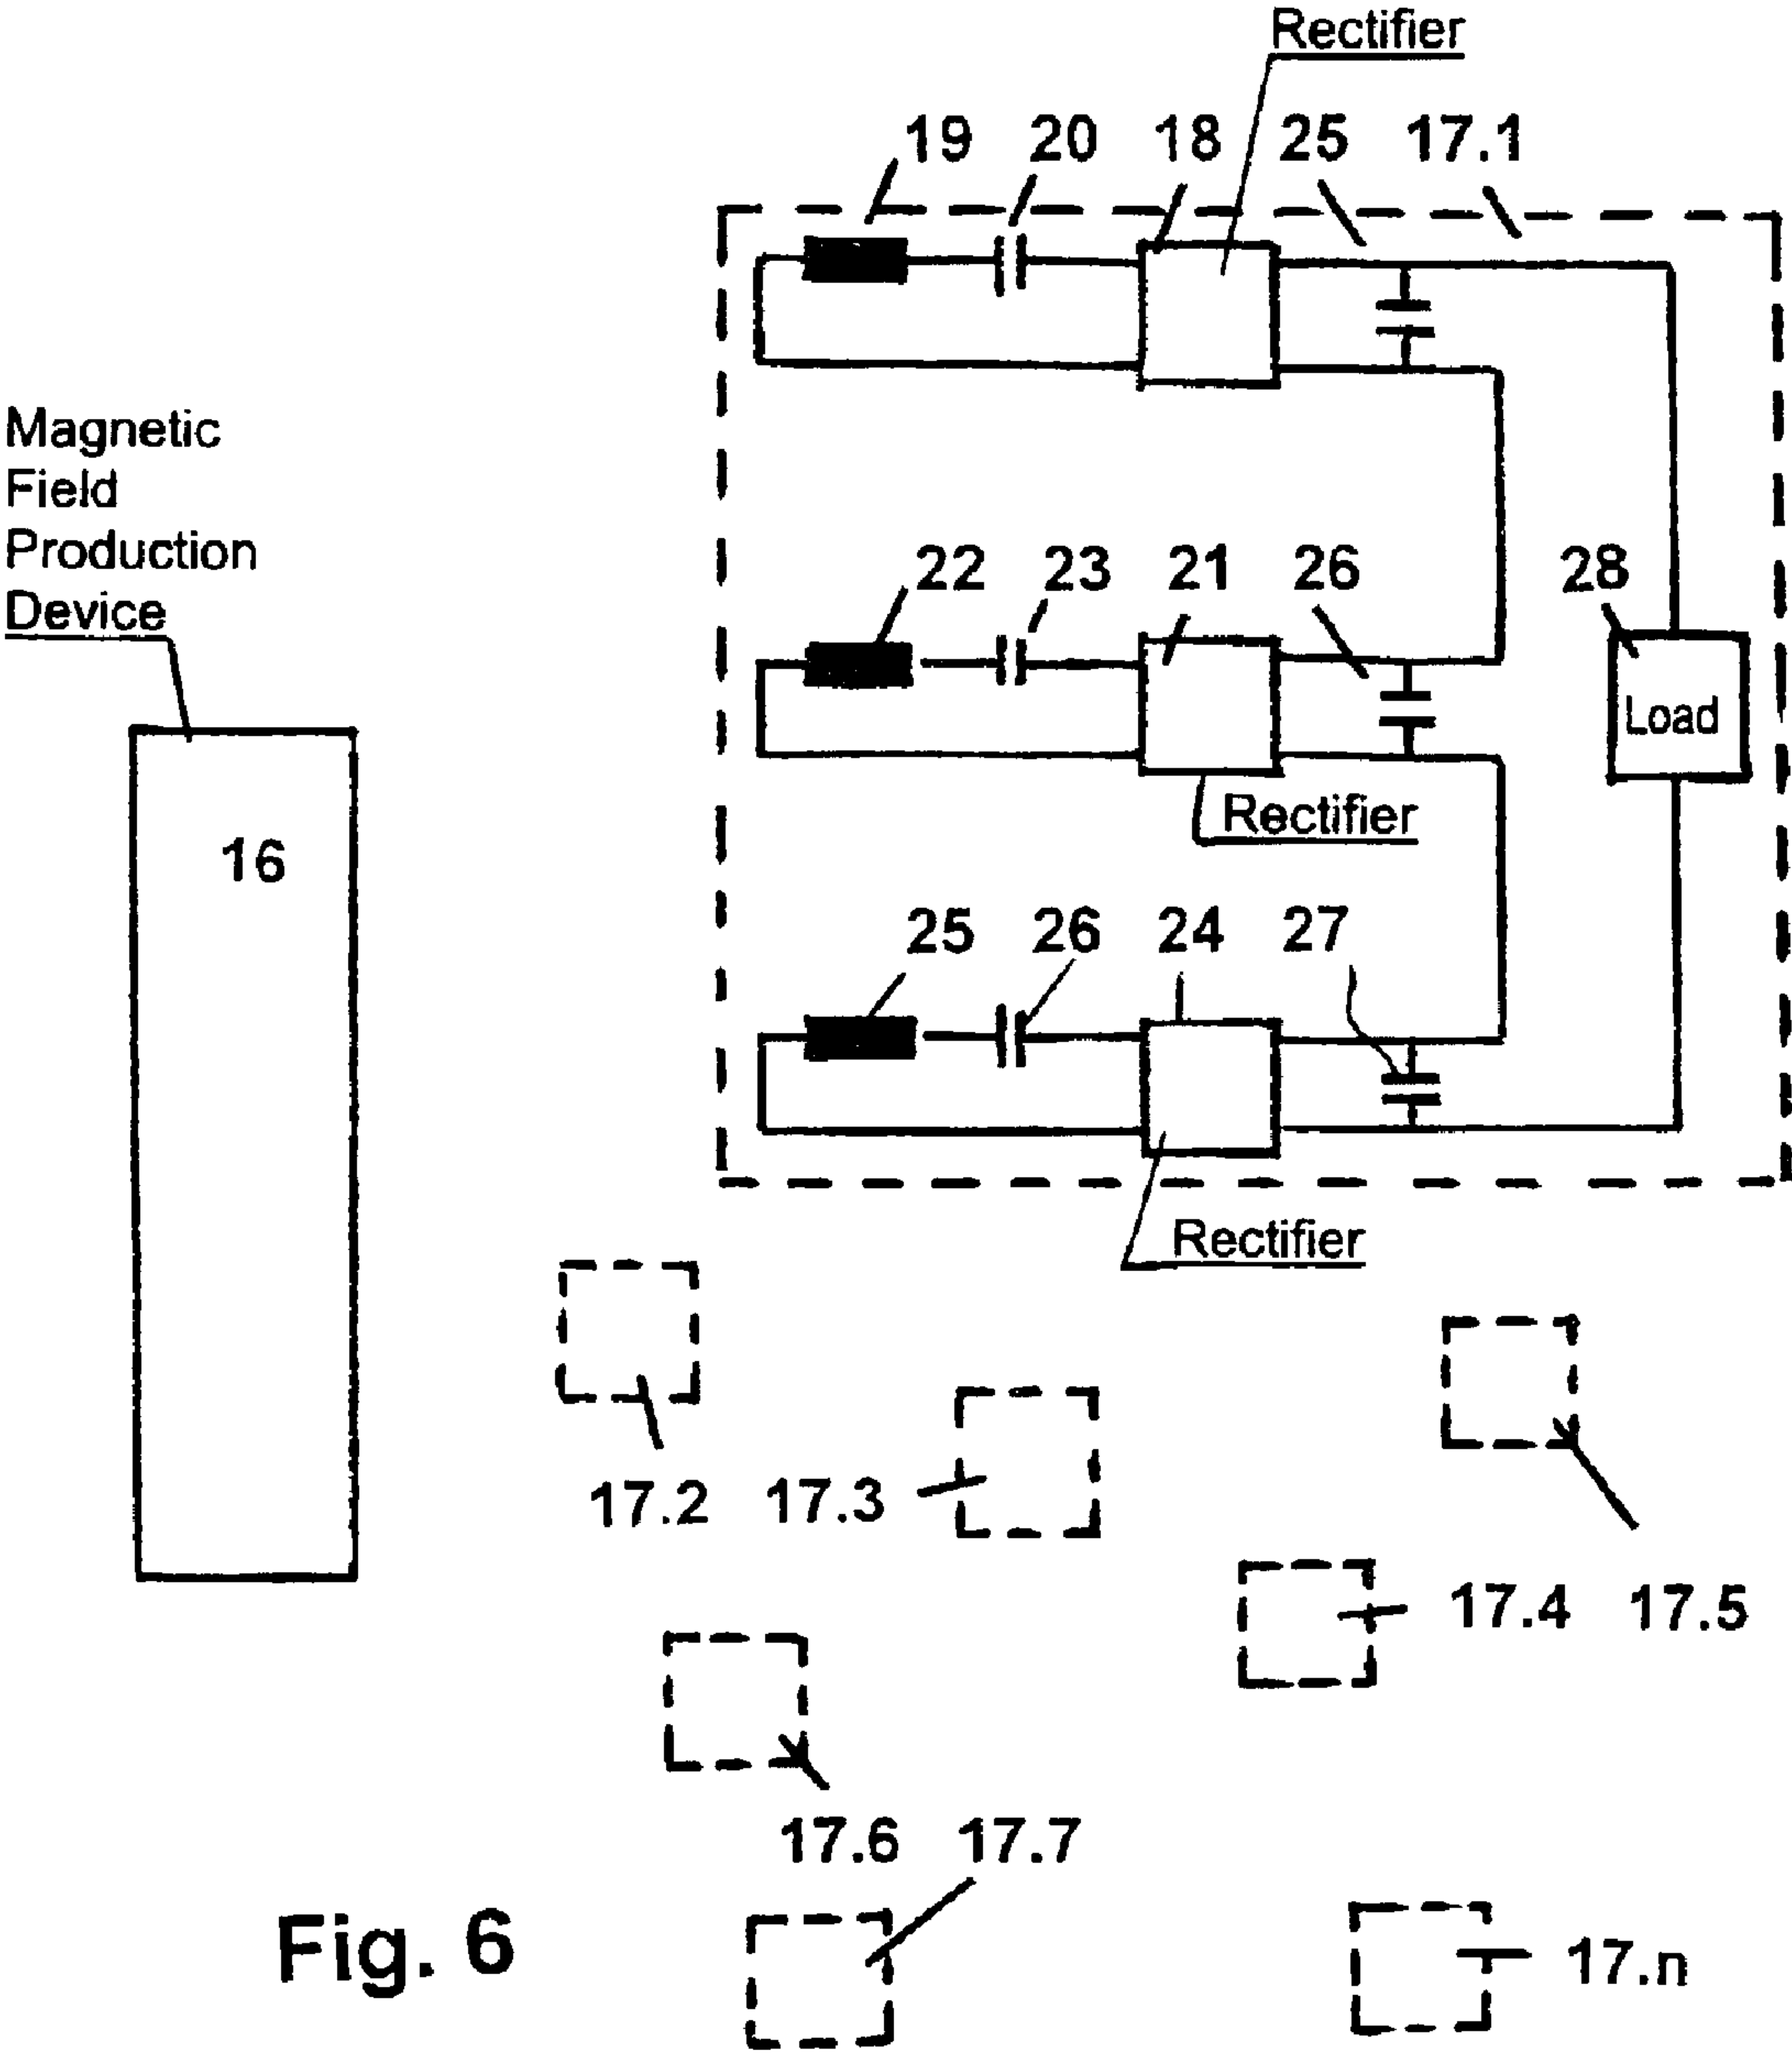 Rectifier
19 20 18 25 17.1
Magnetic
Field
Production
Device
22 23 21 26 28
Load
Rectifier
16
25 26 24 27
Rectifier
17.2 17.3
17.4 17.5
17.6 17.7
Fig. 6
17.n